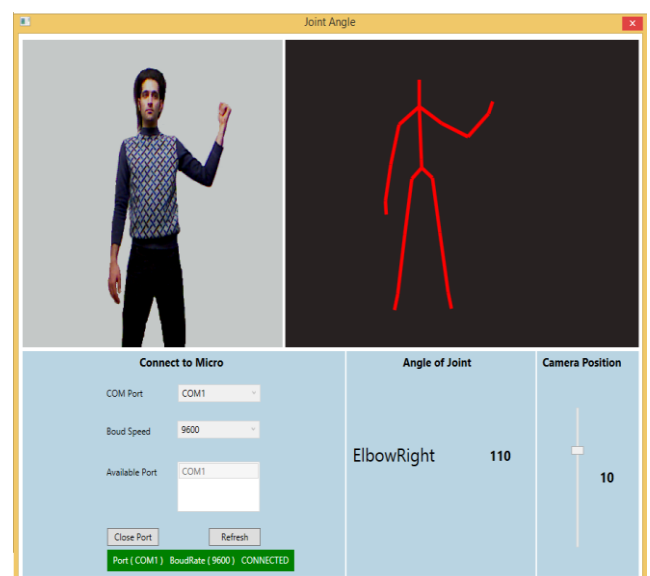 Joint Angle
Connect to Micro
COM Port COM1
Boud Speed 9600
Available Port COM1
Close Port Refresh
Port ( COM1 ) BoudRate ( 9600 ) CONNECTED
Angle of Joint
ElbowRight 110
Camera Position
10